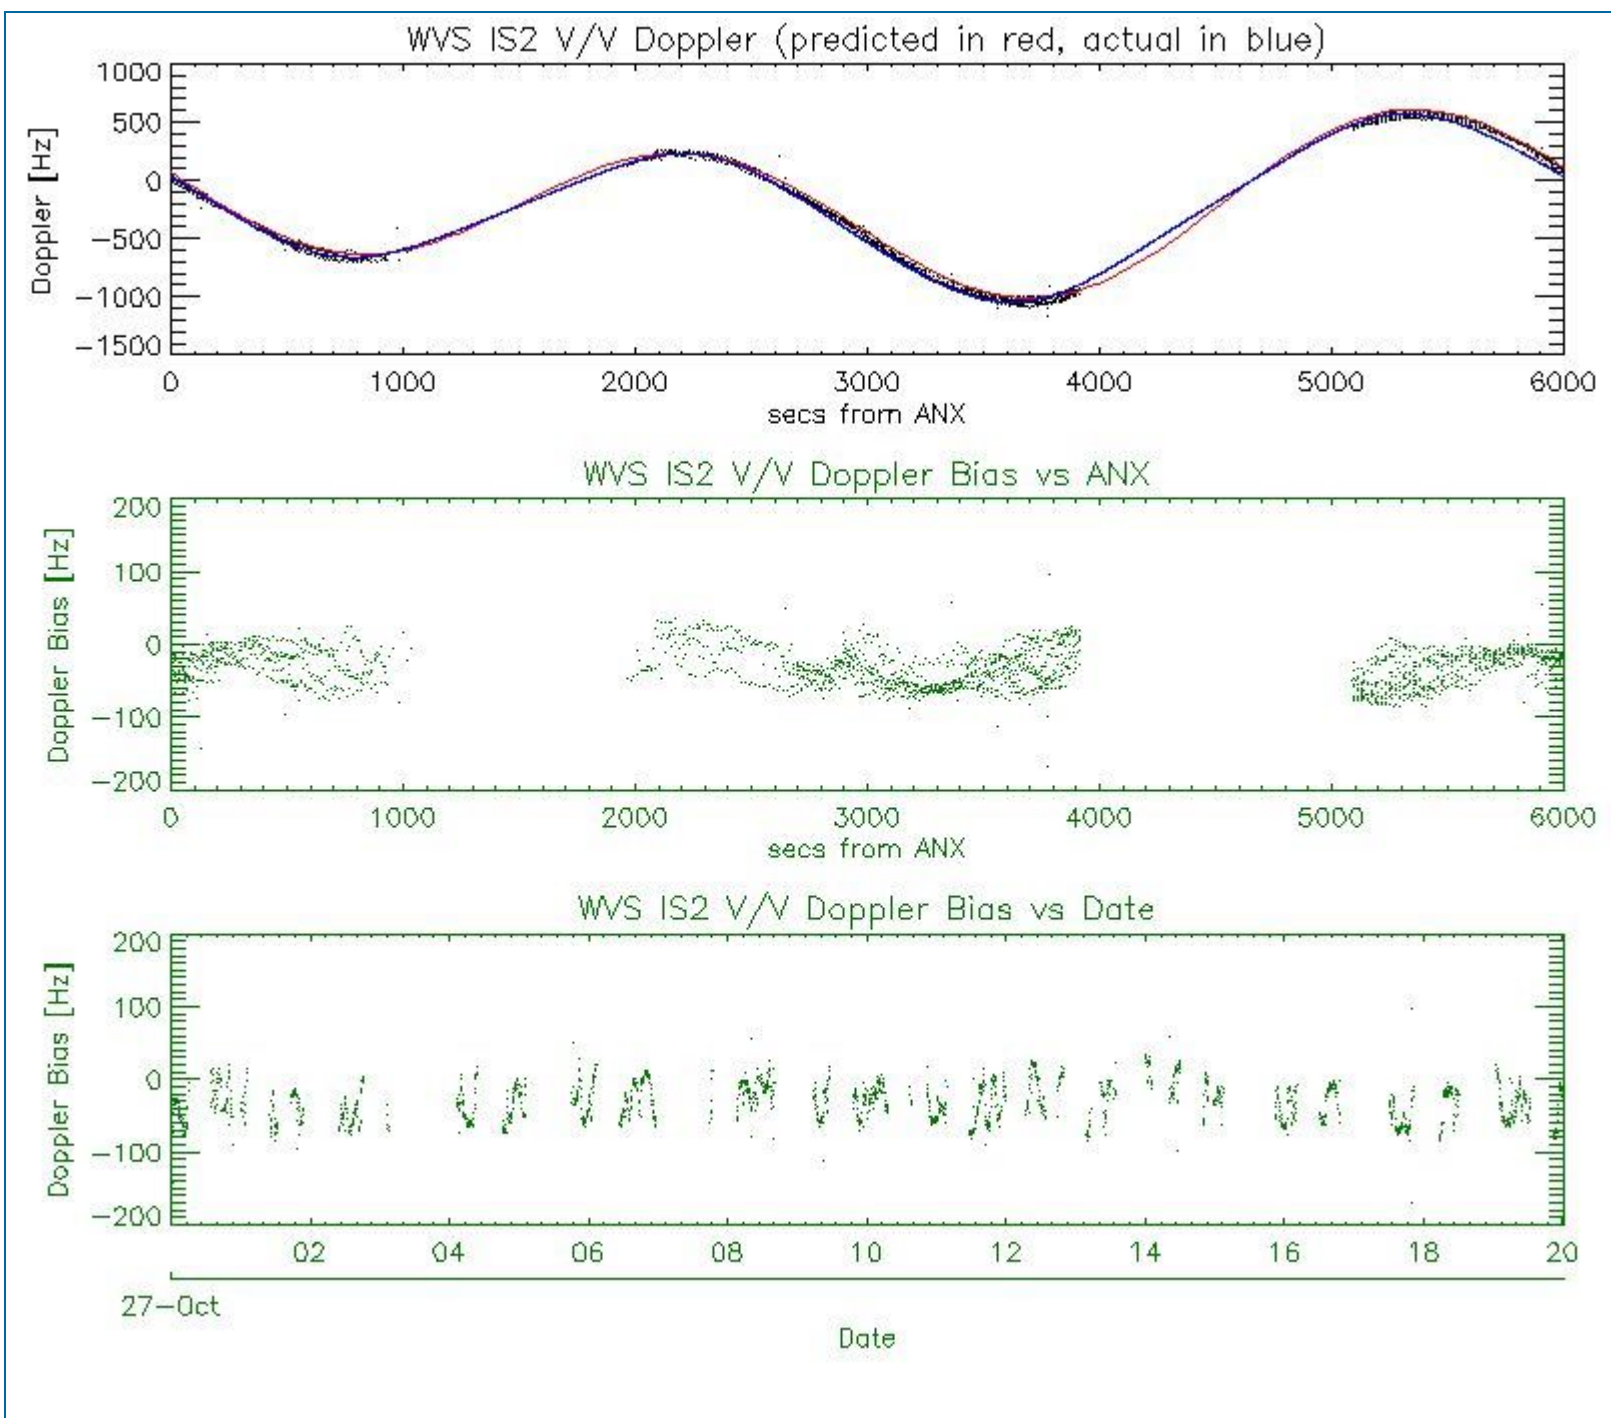 WVS IS2 V/V Doppler (predicted in red, actual in blue)
Doppler [Hz]
1000
500
0
-500
-1000
-1500
0 1000 2000 3000 4000 5000 6000
secs from ANX
WVS IS2 V/V Doppler Bias vs ANX
Doppler Bias [Hz]
200
100
0
-100
-200
0 1000 2000 3000 4000 5000 6000
secs from ANX
WVS IS2 V/V Doppler Bias vs Date
Doppler Bias [Hz]
200
100
0
-100
-200
02 04 06 08 10 12 14 16 18 20
27-Oct
Date